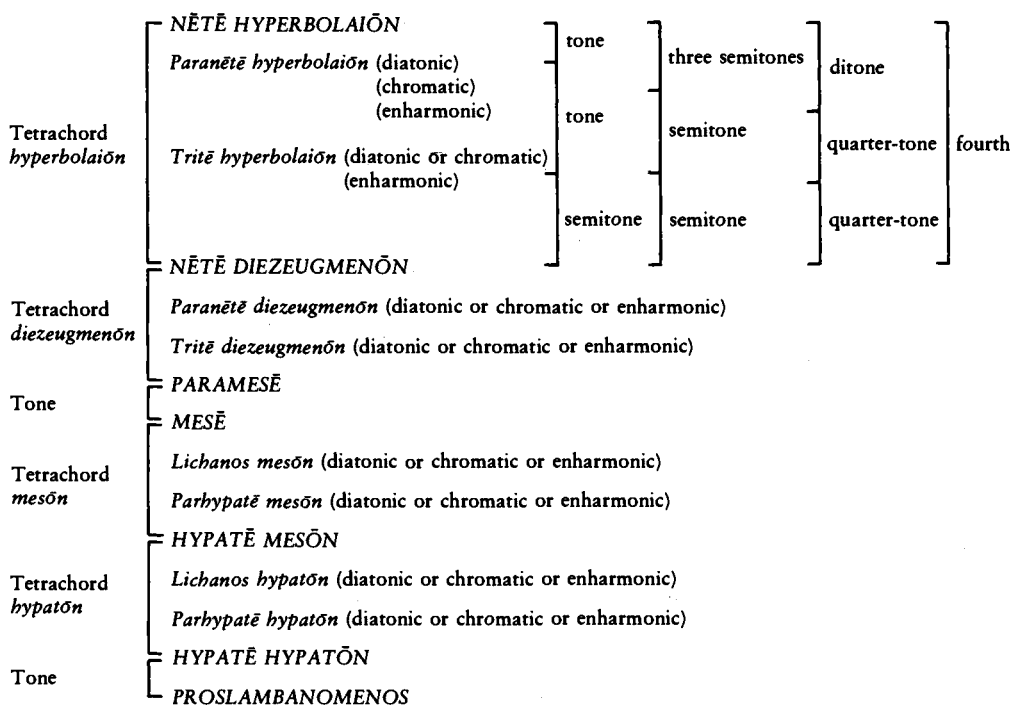 NĒTĒ HYPERBOLAIŌN
tone
three semitones
ditone
Paranētē hyperbolaiōn (diatonic)
(chromatic)
(enharmonic)
tone
semitone
quarter-tone
fourth
Tetrachord
hyperbolaiōn
Tritē hyperbolaiōn (diatonic or chromatic)
(enharmonic)
semitone
semitone
quarter-tone
NĒTĒ DIEZEUGMENŌN
Tetrachord
diezeugmenōn
Paranētē diezeugmenōn (diatonic or chromatic or enharmonic)
Tritē diezeugmenōn (diatonic or chromatic or enharmonic)
PARAMESĒ
Tone
MESĒ
Tetrachord
mesōn
Lichanos mesōn (diatonic or chromatic or enharmonic)
Parhypatē mesōn (diatonic or chromatic or enharmonic)
HYPATĒ MESŌN
Tetrachord
hypatōn
Lichanos hypatōn (diatonic or chromatic or enharmonic)
Parhypatē hypatōn (diatonic or chromatic or enharmonic)
HYPATĒ HYPATŌN
Tone
PROSLAMBANOMENOS